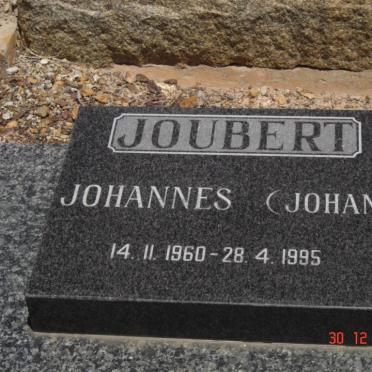 JOUBERT
JOHANNES (JOHAN
14. 11. 1960 - 28. 4. 1995
30 12